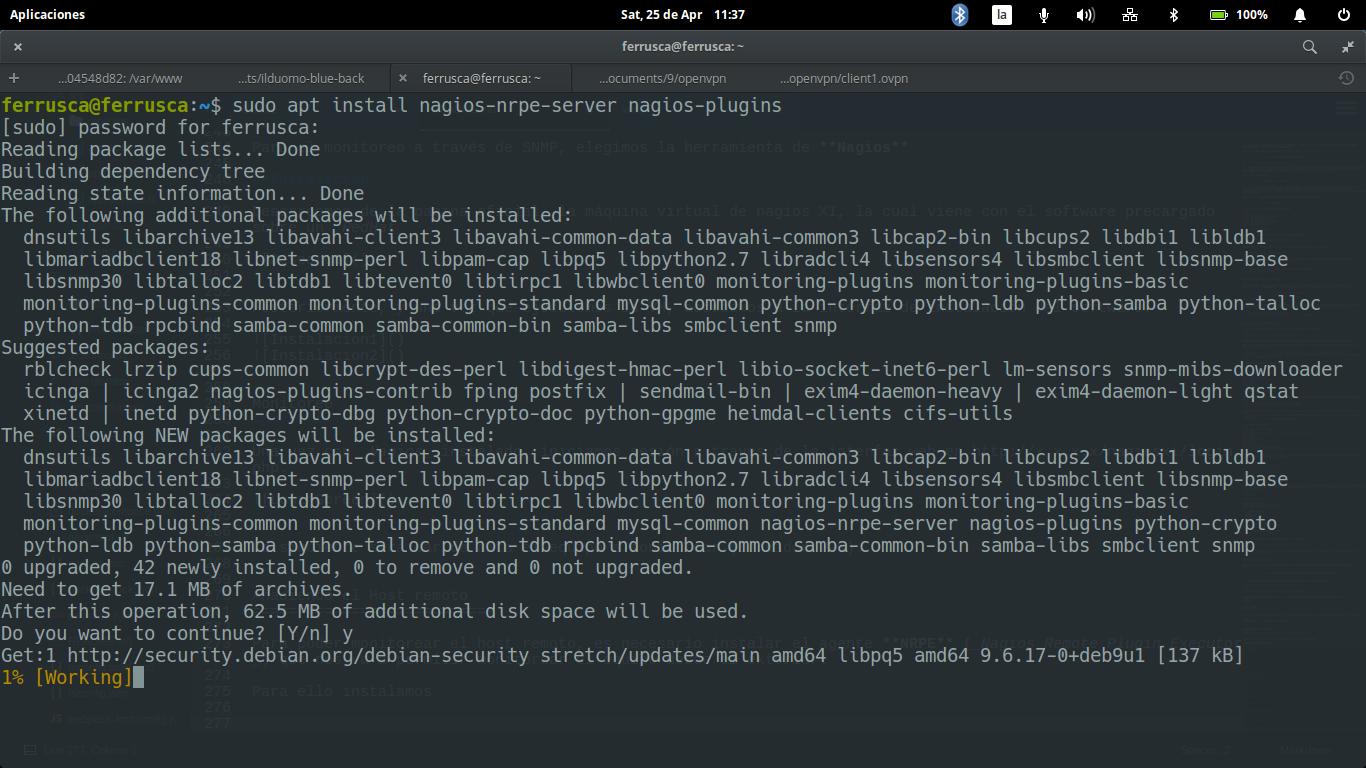 Aplicaciones
Sat, 25 de Apr 11:37
la
100%
ferrusca@ferrusca: ~
...04548d82: /var/www
...ts/ilduomo-blue-back
ferrusca@ferrusca: ~
...ocuments/9/openvpn
...openvpn/client1.ovpn
ferrusca@ferrusca:~$ sudo apt install nagios-nrpe-server nagios-plugins
[sudo] password for ferrusca:
Reading package lists... Done
Building dependency tree
Reading state information... Done
The following additional packages will be installed:
dnsutils libarchive13 libavahi-client3 libavahi-common-data libavahi-common3 libcap2-bin libcups2 libdbi1 libldb1
libmariadbclient18 libnet-snmp-perl libpam-cap libpq5 libpython2.7 libradcli4 libsensors4 libsmbclient libsnmp-base
libsnmp30 libtalloc2 libtdb1 libtevent0 libtirpc1 libwbclient0 monitoring-plugins monitoring-plugins-basic
monitoring-plugins-common monitoring-plugins-standard mysql-common python-crypto python-ldb python-samba python-talloc
python-tdb rpcbind samba-common samba-common-bin samba-libs smbclient snmp
Suggested packages:
rblcheck lrzip cups-common libcrypt-des-perl libdigest-hmac-perl libio-socket-inet6-perl lm-sensors snmp-mibs-downloader
icinga | icinga2 nagios-plugins-contrib fping postfix | sendmail-bin | exim4-daemon-heavy | exim4-daemon-light qstat
xinetd | inetd python-crypto-dbg python-crypto-doc python-gpgme heimdal-clients cifs-utils
The following NEW packages will be installed:
dnsutils libarchive13 libavahi-client3 libavahi-common-data libavahi-common3 libcap2-bin libcups2 libdbi1 libldb1
libmariadbclient18 libnet-snmp-perl libpam-cap libpq5 libpython2.7 libradcli4 libsensors4 libsmbclient libsnmp-base
libsnmp30 libtalloc2 libtdb1 libtevent0 libtirpc1 libwbclient0 monitoring-plugins monitoring-plugins-basic
monitoring-plugins-common monitoring-plugins-standard mysql-common nagios-nrpe-server nagios-plugins python-crypto
python-ldb python-samba python-talloc python-tdb rpcbind samba-common samba-common-bin samba-libs smbclient snmp
0 upgraded, 42 newly installed, 0 to remove and 0 not upgraded.
Need to get 17.1 MB of archives.
After this operation, 62.5 MB of additional disk space will be used.
Do you want to continue? [Y/n] y
Get:1 http://security.debian.org/debian-security stretch/updates/main amd64 libpq5 amd64 9.6.17-0+deb9u1 [137 kB]
1% [Working]
275 Para ello instalamos
276
277